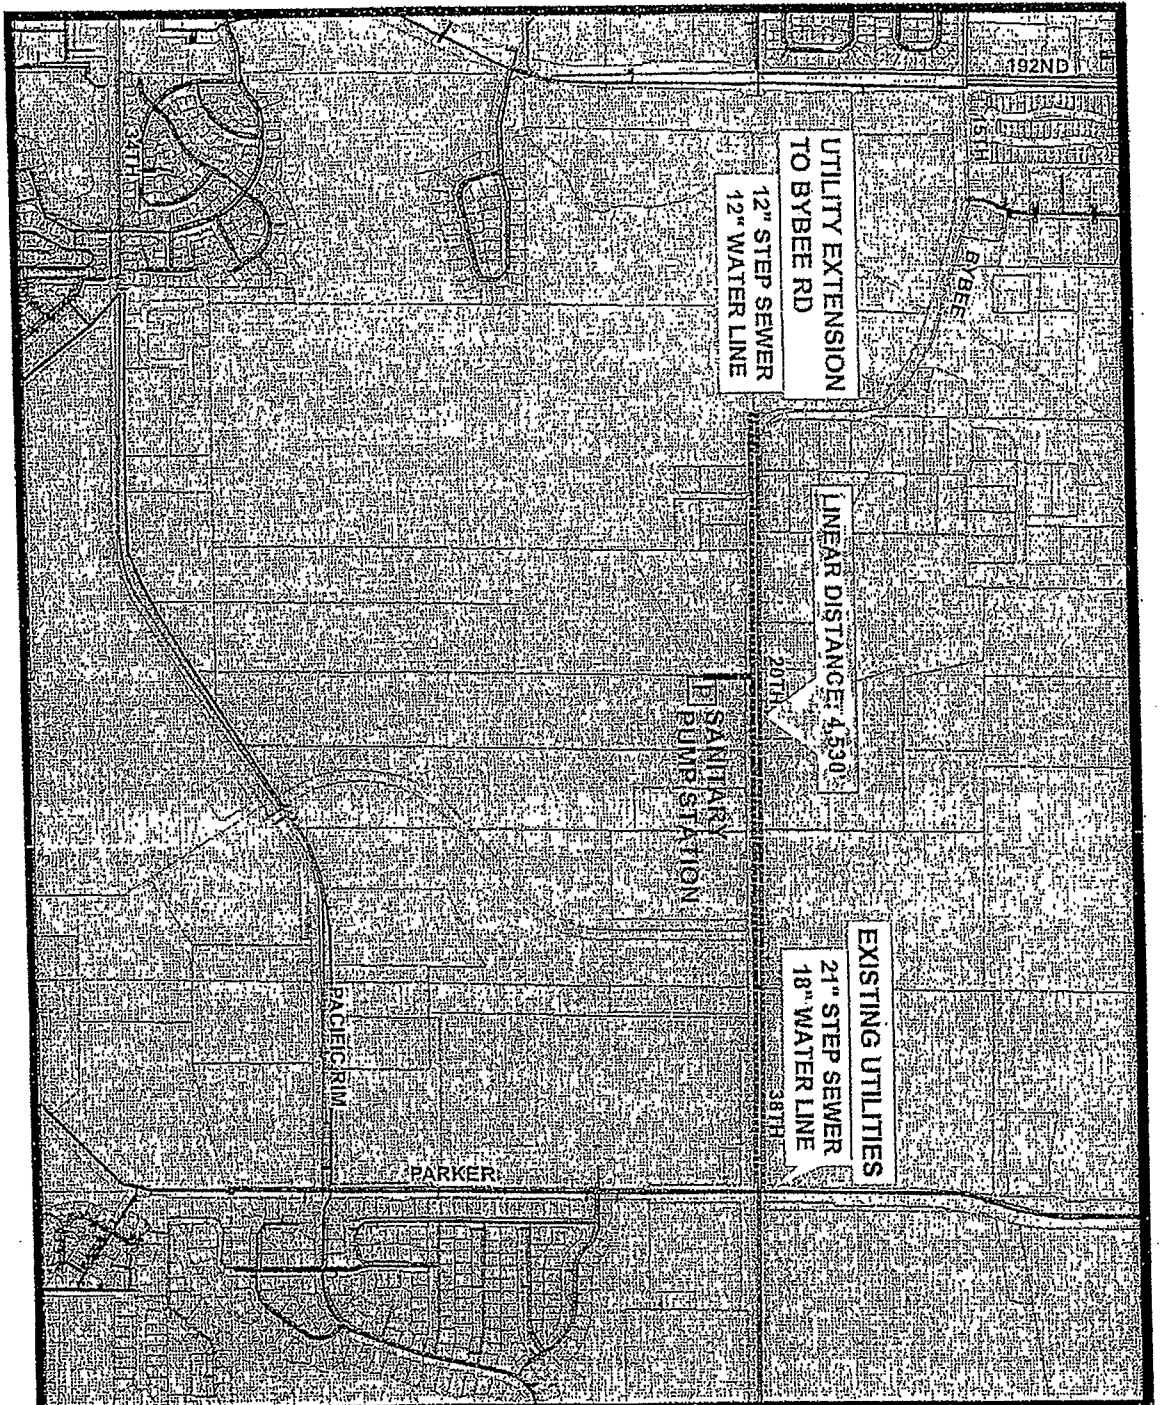 192ND
15TH
34TH
BYBEE
UTILITY EXTENSION
TO BYBEE RD
12" STEP SEWER
12" WATER LINE
LINEAR DISTANCE: 4,530'
20TH
P
SANITARY
PUMP STATION
EXISTING UTILITIES
21" STEP SEWER
18" WATER LINE
38TH
PACIFIC RIM
PARKER